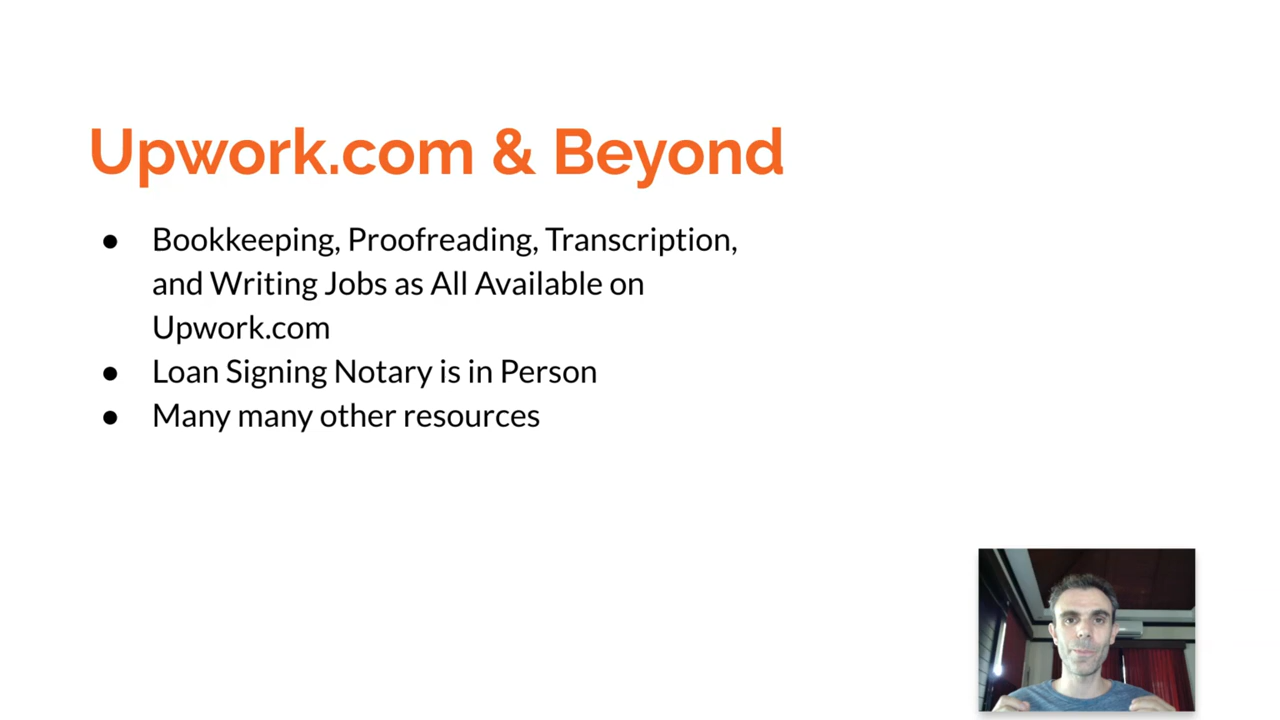 Upwork.com & Beyond
● Bookkeeping, Proofreading, Transcription,
and Writing Jobs as All Available on
Upwork.com
● Loan Signing Notary is in Person
● Many many other resources